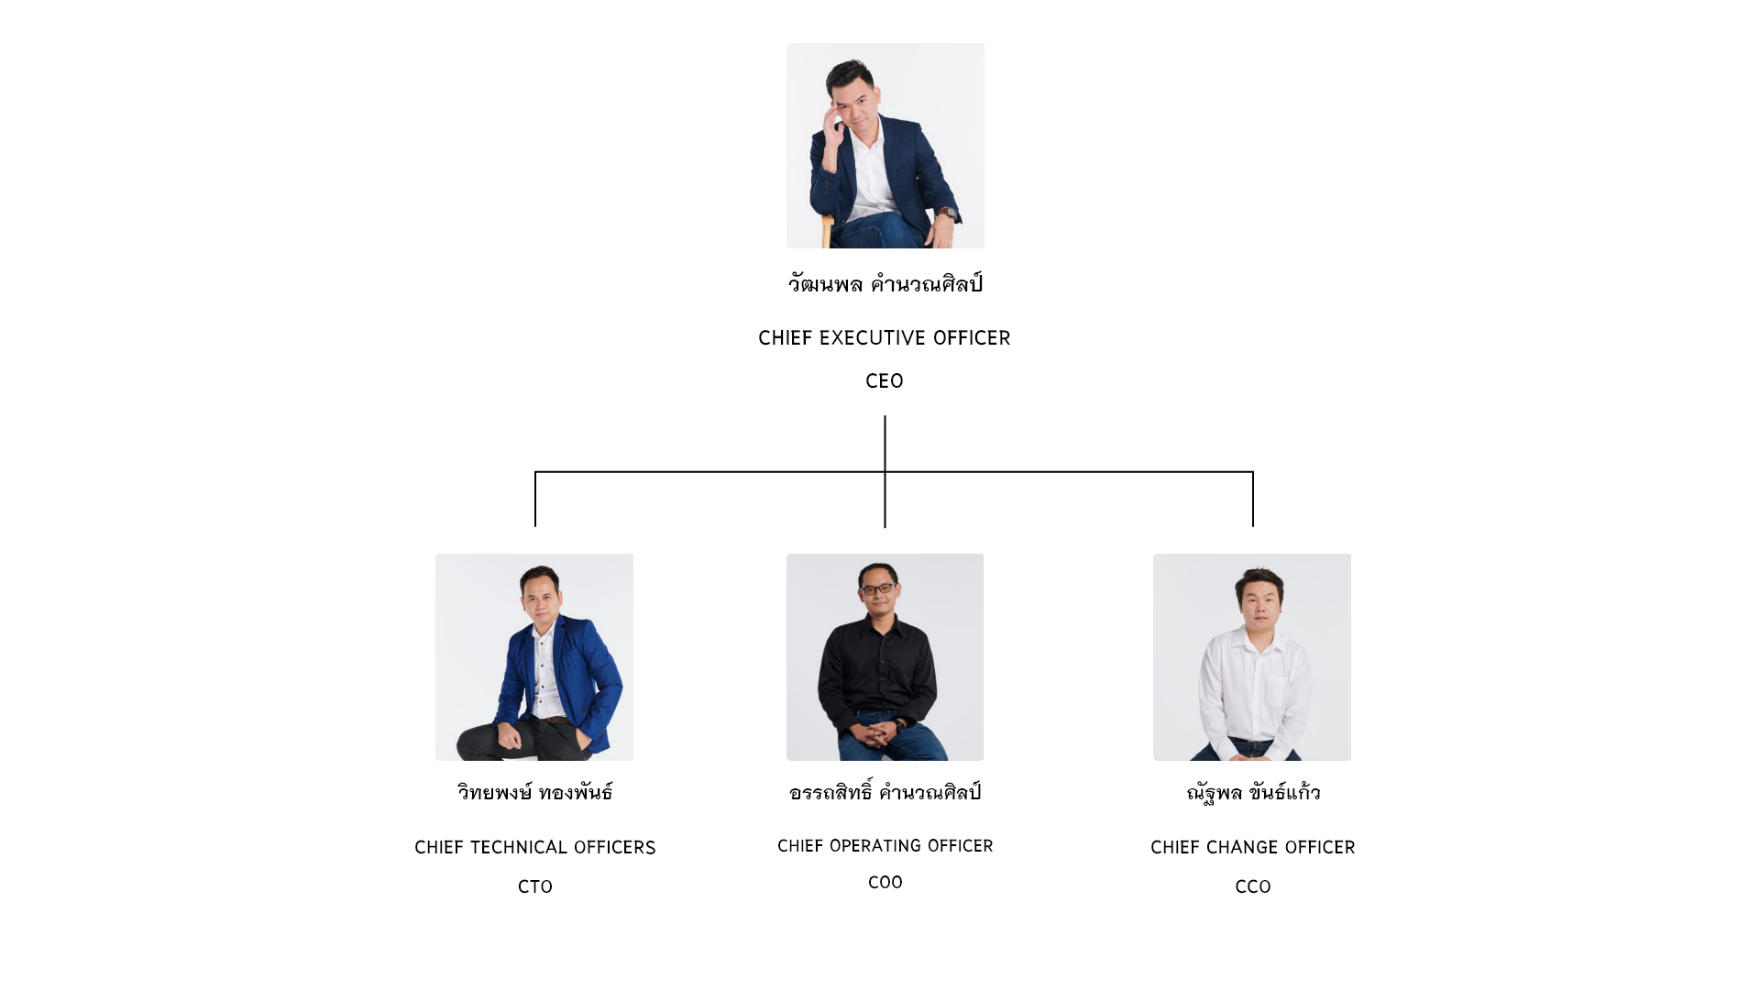 วัฒนพล คำนวณศิลป์
CHIEF EXECUTIVE OFFICER
CEO
วิทยพงษ์ ทองพันธ์
CHIEF TECHNICAL OFFICERS
CTO
อรรถสิทธิ์ คำนวณศิลป์
CHIEF OPERATING OFFICER
COO
ณัฐพล ขันธ์แก้ว
CHIEF CHANGE OFFICER
CCO